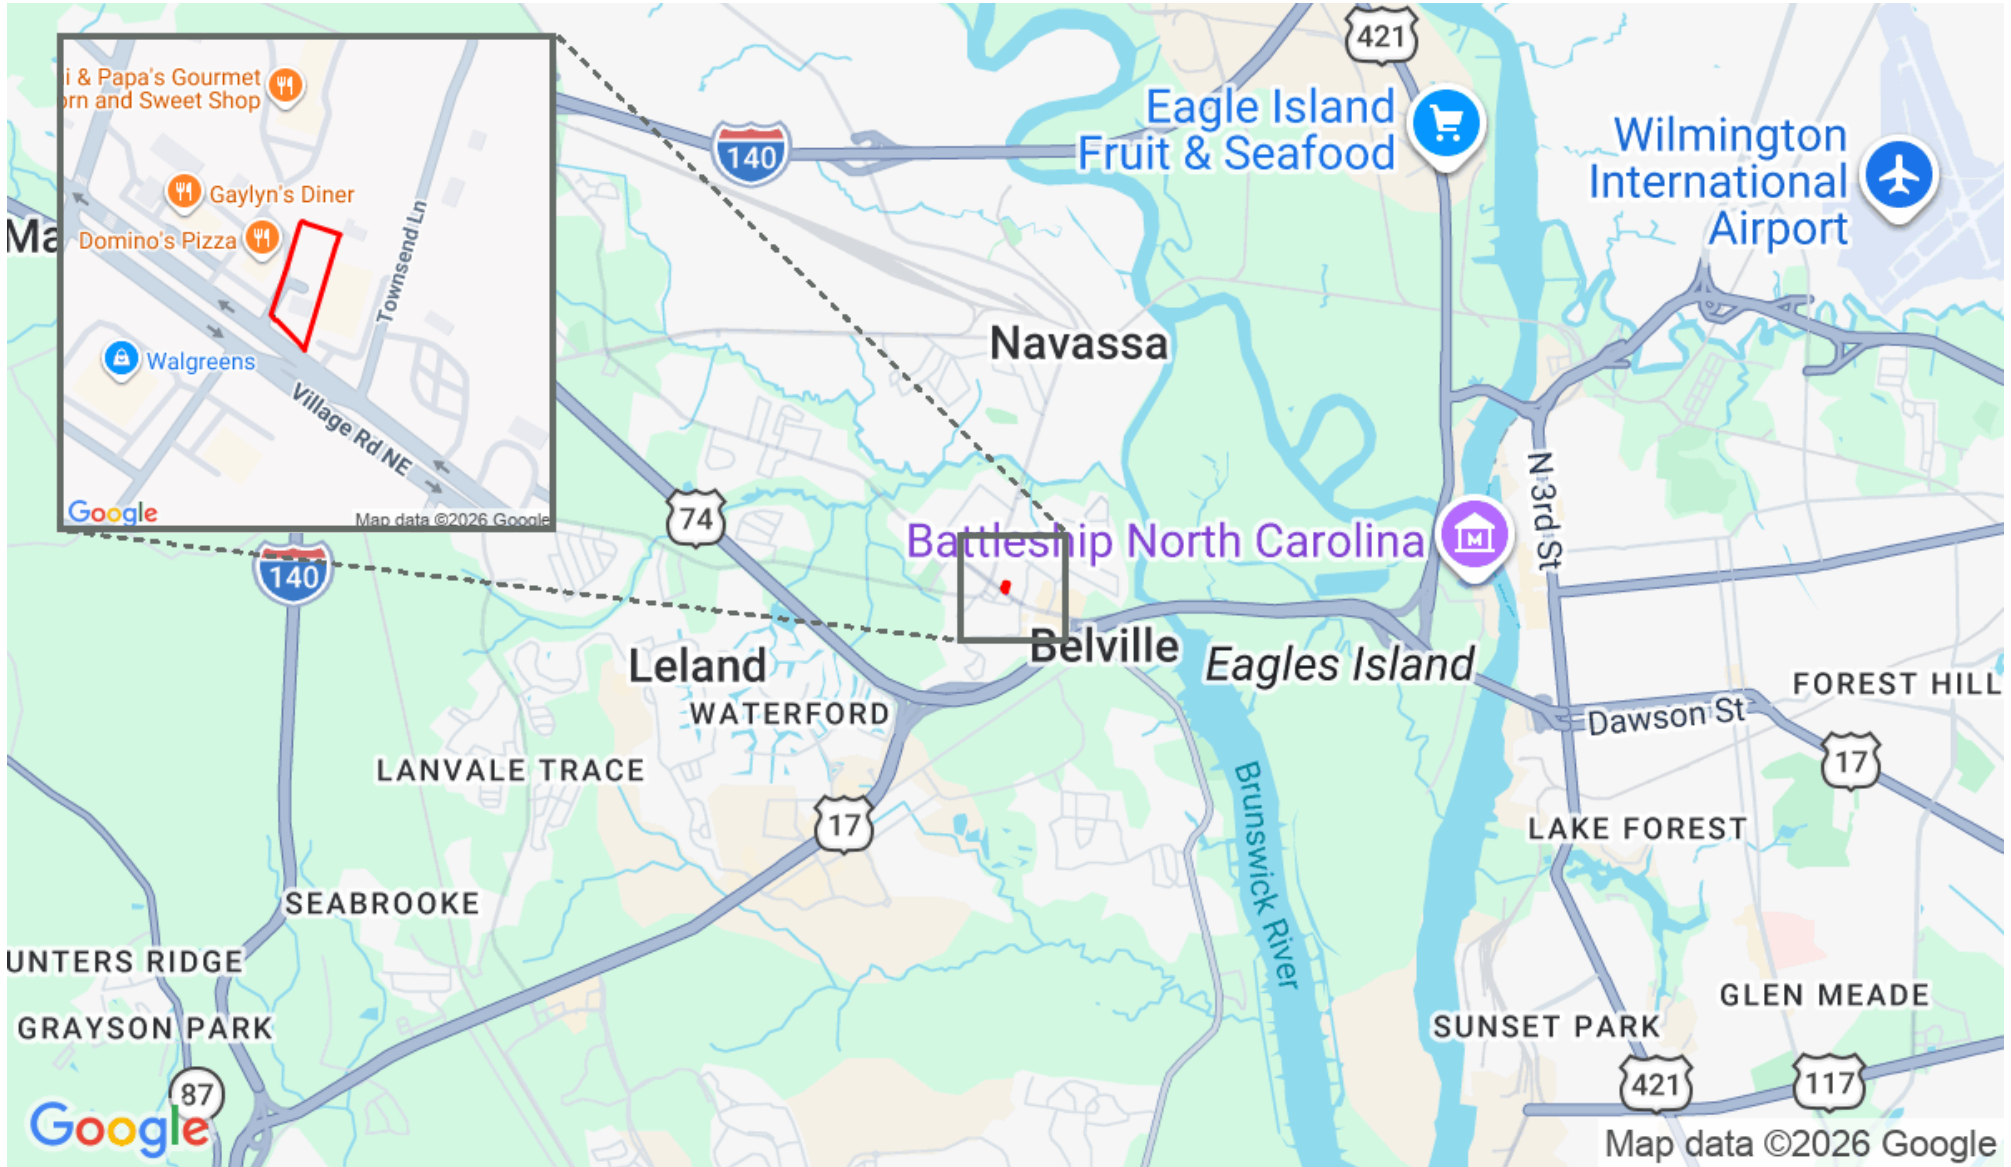 i & Papa's Gourmet
orn and Sweet Shop
Gaylyn's Diner
Domino's Pizza
Townsend Ln
Walgreens
Village Rd NE
Google
Map data ©2026 Google
421
140
Eagle Island
Fruit & Seafood
Wilmington
International
Airport
Ma
Navassa
N 3rd St
74
Battleship North Carolina
M
140
Belville
Leland
Eagles Island
WATERFORD
FOREST HILL
Dawson St
LANVALE TRACE
17
17
Brunswick River
LAKE FOREST
SEABROOKE
UNTERS RIDGE
GLEN MEADE
GRAYSON PARK
SUNSET PARK
87
421
117
Google
Map data ©2026 Google